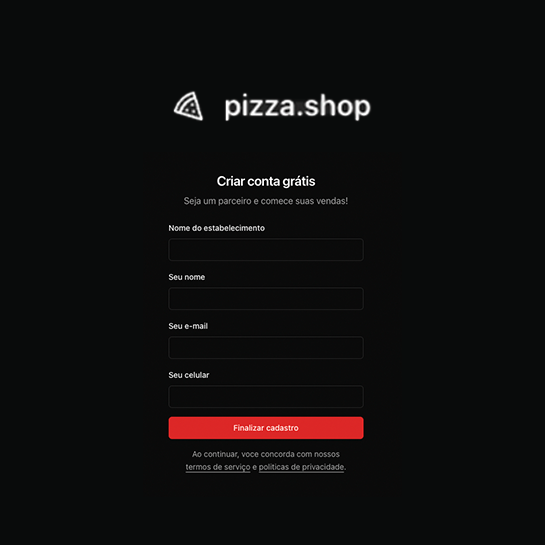 pizza.shop
Criar conta grátis
Seja um parceiro e comece suas vendas!
Nome do estabelecimento
Seu nome
Seu e-mail
Seu celular
Finalizar cadastro
Ao continuar, voce concorda com nossos
termos de serviço e politicas de privacidade.